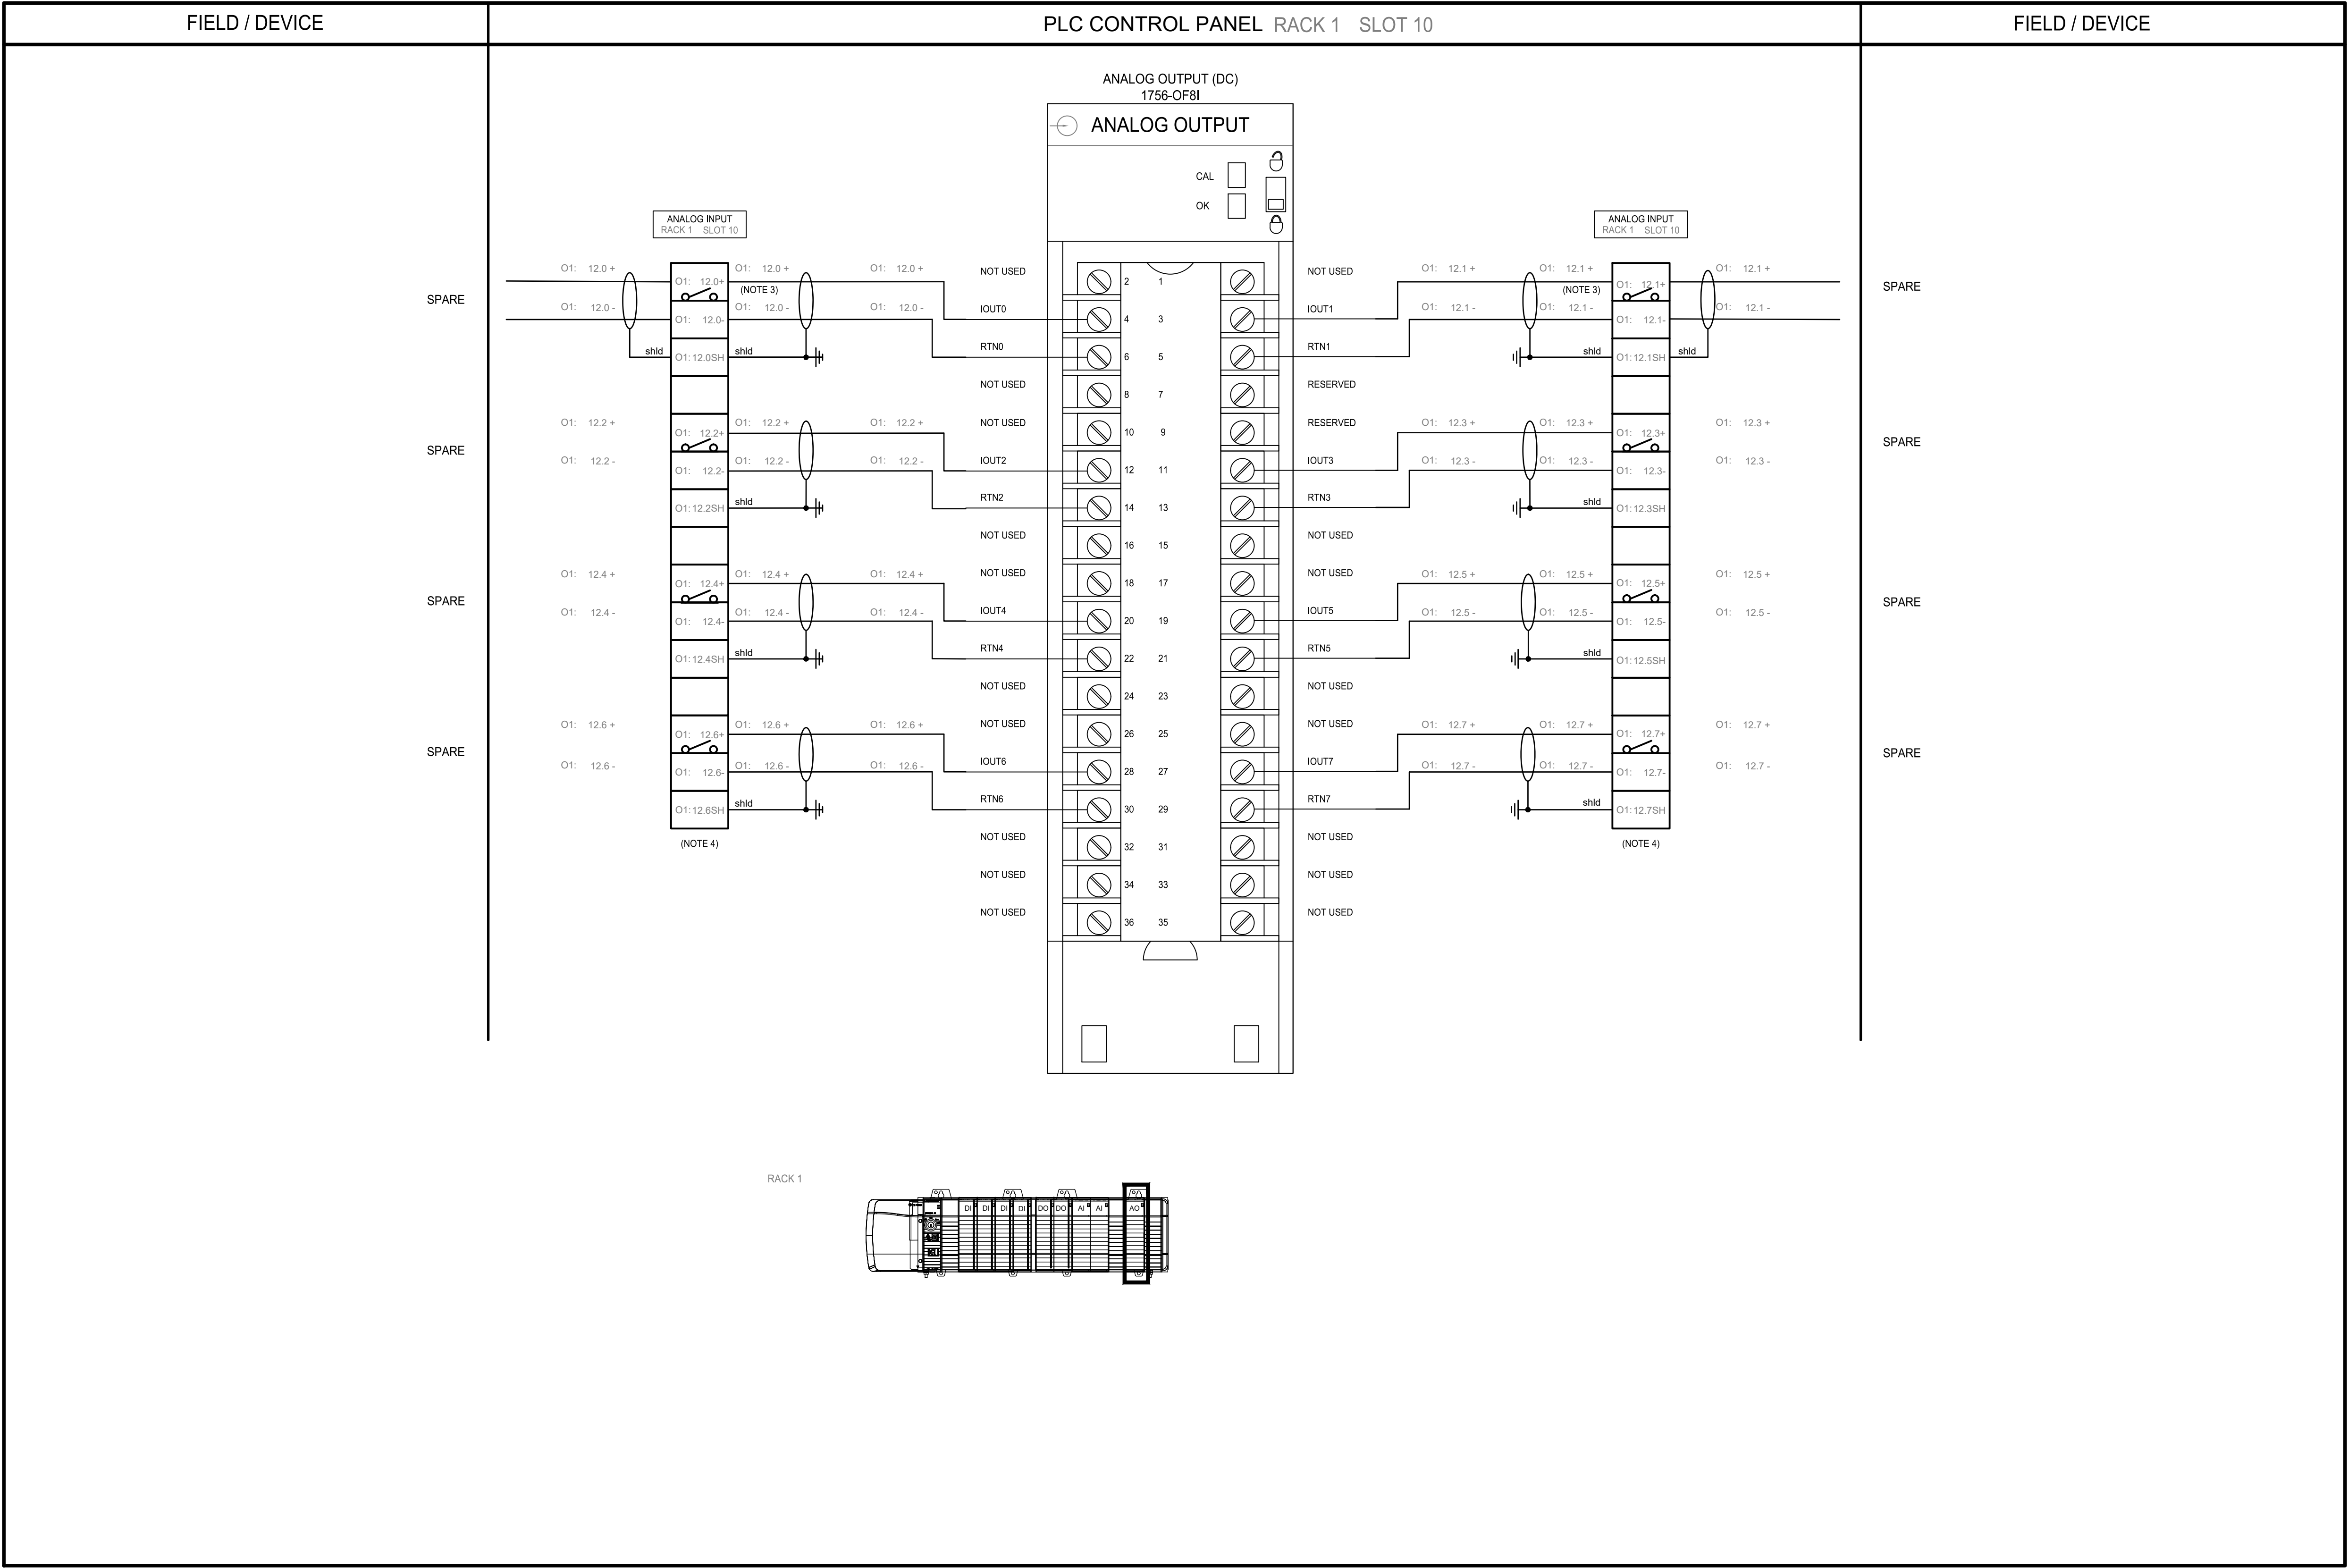 FIELD / DEVICE
PLC CONTROL PANEL RACK 1 SLOT 10
FIELD / DEVICE
ANALOG OUTPUT (DC)
1756-OF8I
ANALOG OUTPUT
CAL
OK
ANALOG INPUT
RACK 1 SLOT 10
ANALOG INPUT
RACK 1 SLOT 10
O1: 12.0 + O1: 12.0+ O1: 12.0 + O1: 12.0 + NOT USED 2 1 NOT USED O1: 12.1 + O1: 12.1 + O1: 12.1+ O1: 12.1 +
(NOTE 3) (NOTE 3)
SPARE SPARE
O1: 12.0 - O1: 12.0- O1: 12.0 - O1: 12.0 - IOUT0 4 3 IOUT1 O1: 12.1 - O1: 12.1 - O1: 12.1- O1: 12.1 -
shld O1:12.0SH shld RTN0 6 5 RTN1 shld O1:12.1SH shld
NOT USED 8 7 RESERVED
O1: 12.2 + O1: 12.2+ O1: 12.2 + O1: 12.2 + NOT USED 10 9 RESERVED O1: 12.3 + O1: 12.3 + O1: 12.3+ O1: 12.3 +
SPARE SPARE
O1: 12.2 - O1: 12.2- O1: 12.2 - O1: 12.2 - IOUT2 12 11 IOUT3 O1: 12.3 - O1: 12.3 - O1: 12.3- O1: 12.3 -
O1:12.2SH shld RTN2 14 13 RTN3 shld O1:12.3SH
NOT USED 16 15 NOT USED
O1: 12.4 + O1: 12.4+ O1: 12.4 + O1: 12.4 + NOT USED 18 17 NOT USED O1: 12.5 + O1: 12.5 + O1: 12.5+ O1: 12.5 +
SPARE SPARE
O1: 12.4 - O1: 12.4- O1: 12.4 - O1: 12.4 - IOUT4 20 19 IOUT5 O1: 12.5 - O1: 12.5 - O1: 12.5- O1: 12.5 -
O1:12.4SH shld RTN4 22 21 RTN5 shld O1:12.5SH
NOT USED 24 23 NOT USED
O1: 12.6 + O1: 12.6+ O1: 12.6 + O1: 12.6 + NOT USED 26 25 NOT USED O1: 12.7 + O1: 12.7 + O1: 12.7+ O1: 12.7 +
SPARE SPARE
O1: 12.6 - O1: 12.6- O1: 12.6 - O1: 12.6 - IOUT6 28 27 IOUT7 O1: 12.7 - O1: 12.7 - O1: 12.7- O1: 12.7 -
O1:12.6SH shld RTN6 30 29 RTN7 shld O1:12.7SH
NOT USED 32 31 NOT USED
(NOTE 4) (NOTE 4)
NOT USED 34 33 NOT USED
NOT USED 36 35 NOT USED
RACK 1
DI DI DI DI DO DO AI AI AO